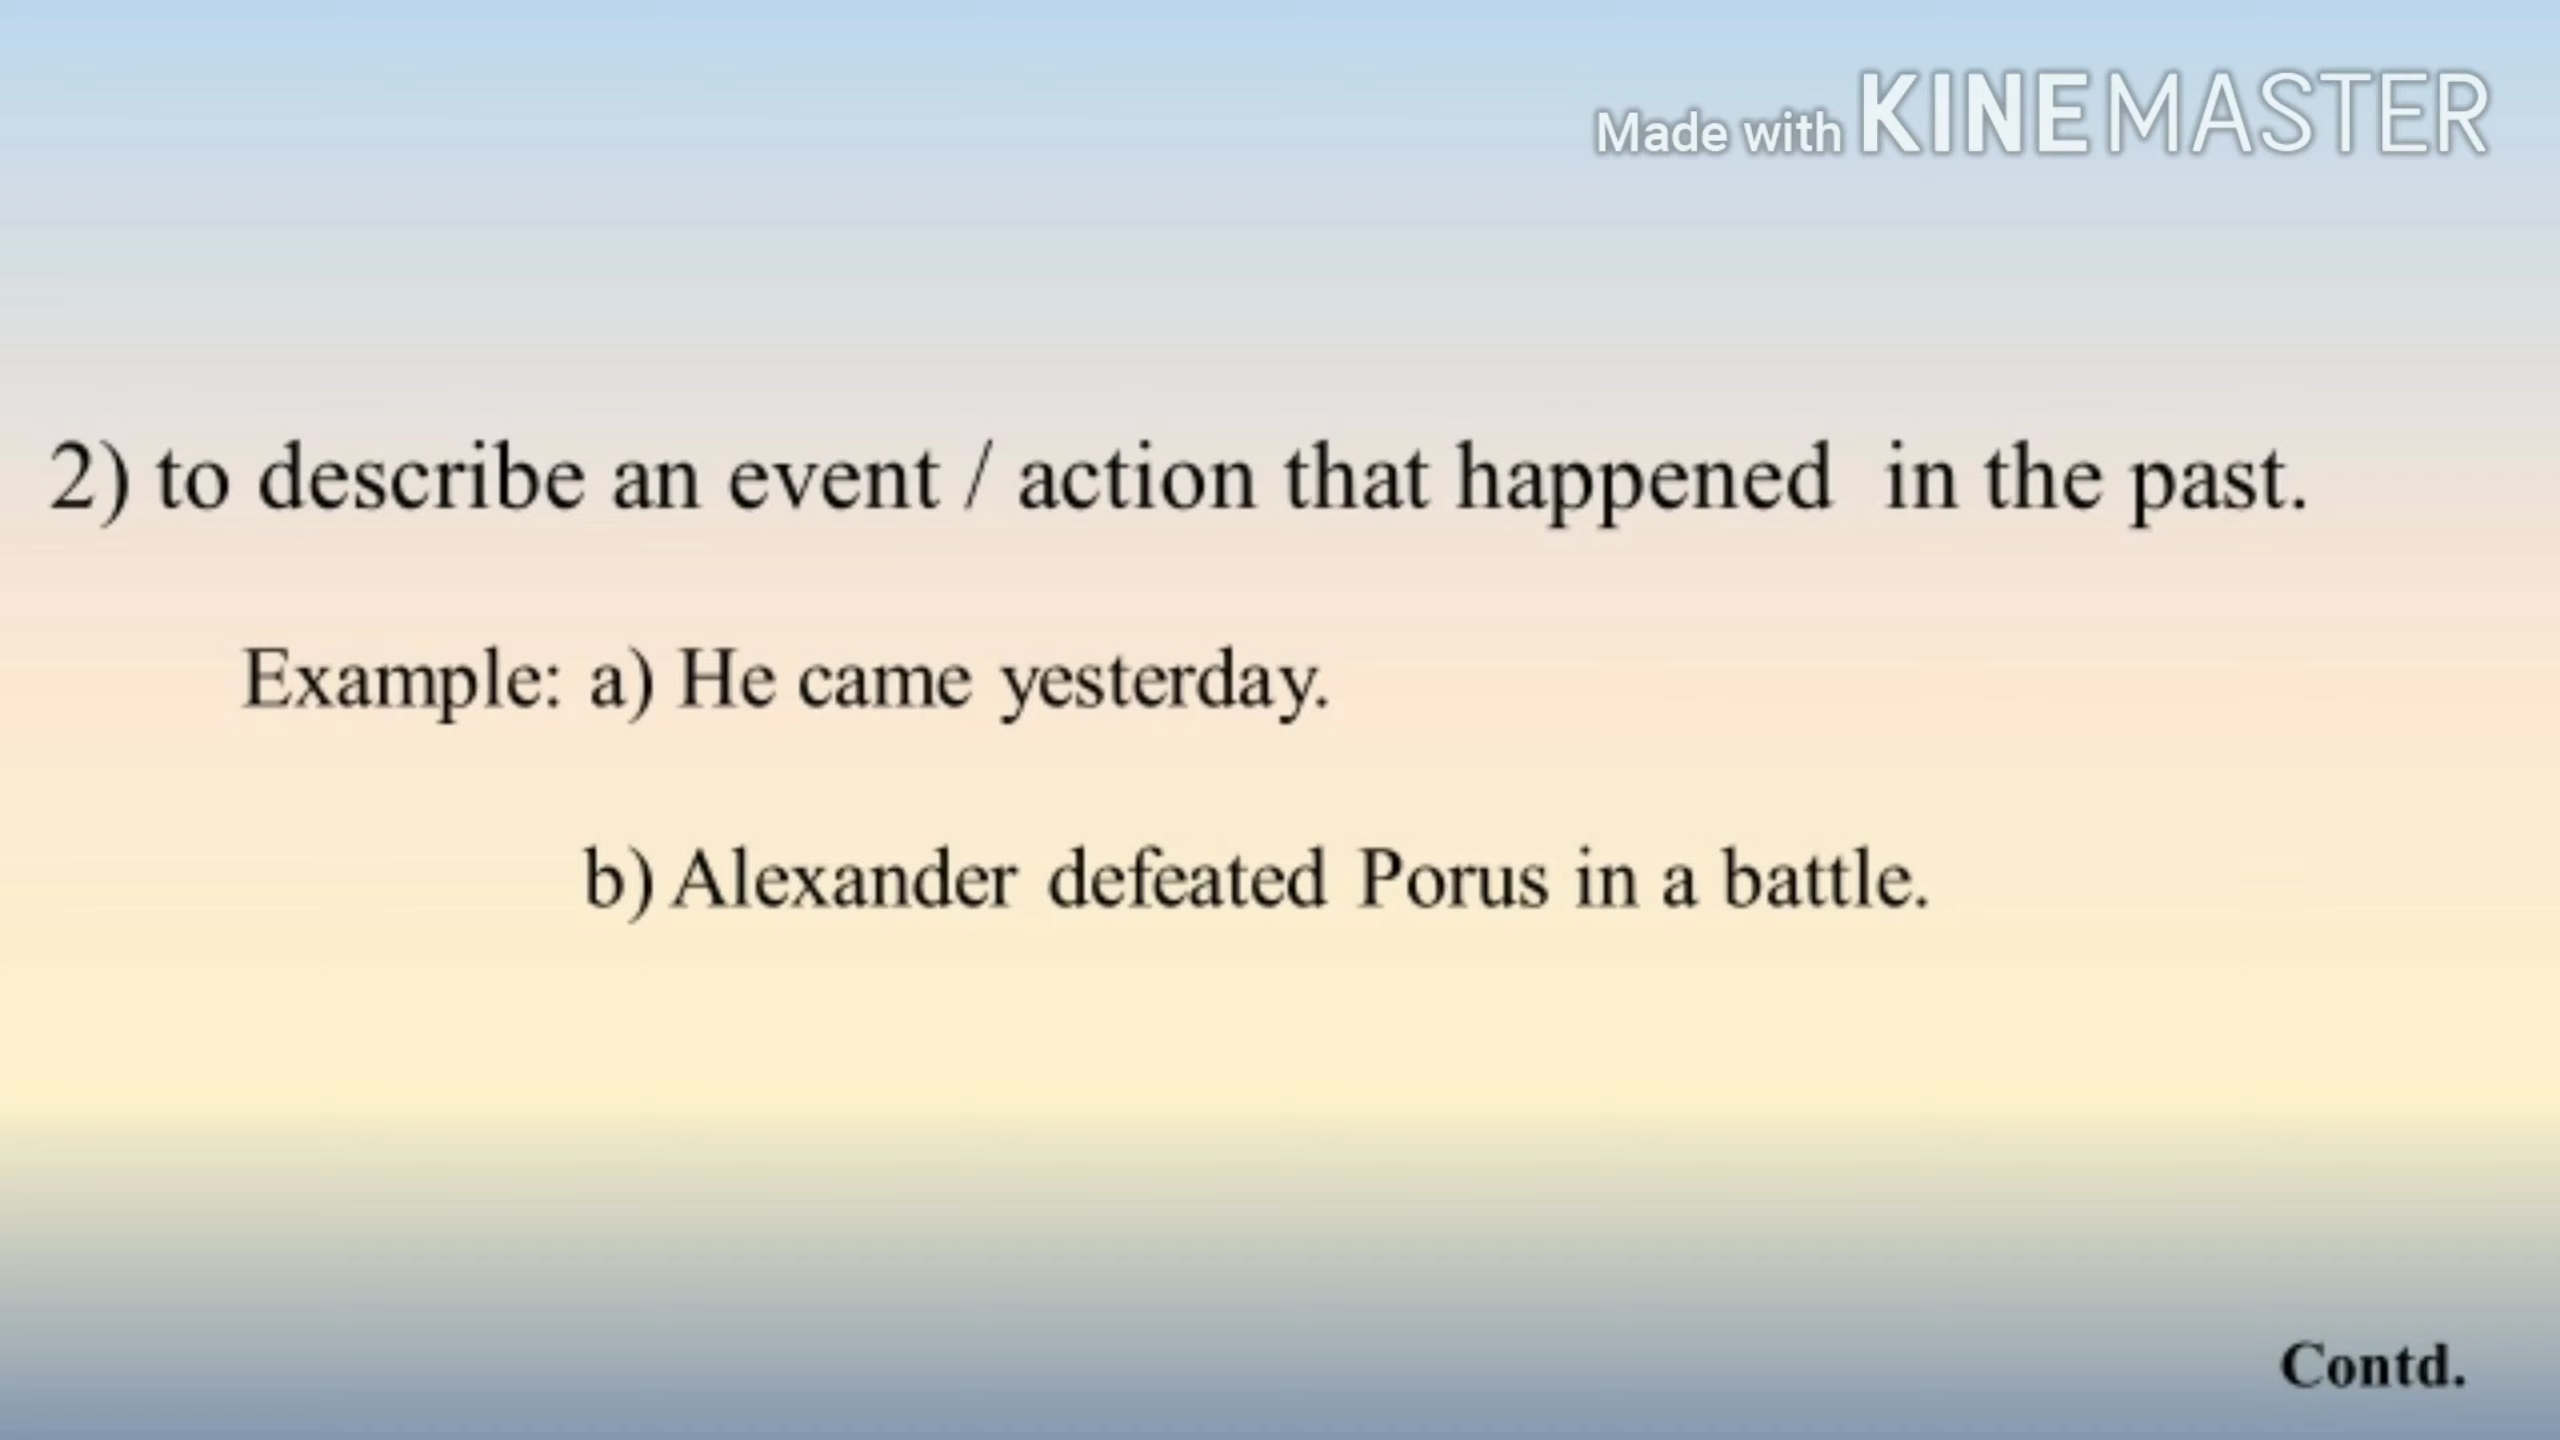 Made with KINEMASTER
2) to describe an event / action that happened in the past.
Example: a) He came yesterday.
b) Alexander defeated Porus in a battle.
Contd.